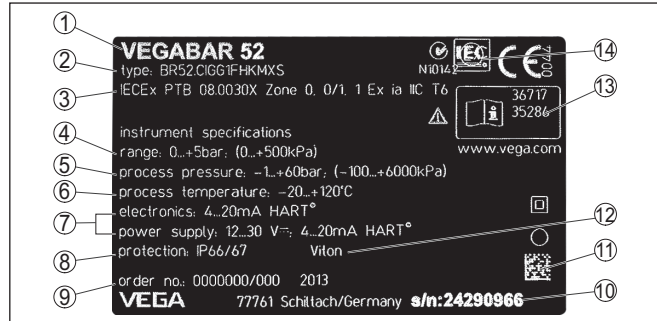 1
VEGABAR 52
2
type: BR52.CIGG1FHKMXS
3
IECEx PTB 08.0030X Zone 0, 0/1, 1 Ex ia IIC T6
N10142
IEC
14
CE
0044
36717
35286
13
www.vega.com
instrument specifications
4
range: 0...+5bar; (0...+500kPa)
5
process pressure: -1...+60bar; (-100...+6000kPa)
6
process temperature: -20...+120°C
7
electronics: 4...20mA HART®
power supply: 12...30 V⎓; 4...20mA HART®
8
protection: IP66/67 Viton
12
11
9
order no.: 0000000/000 2013
VEGA 77761 Schiltach/Germany s/n:24290966
10